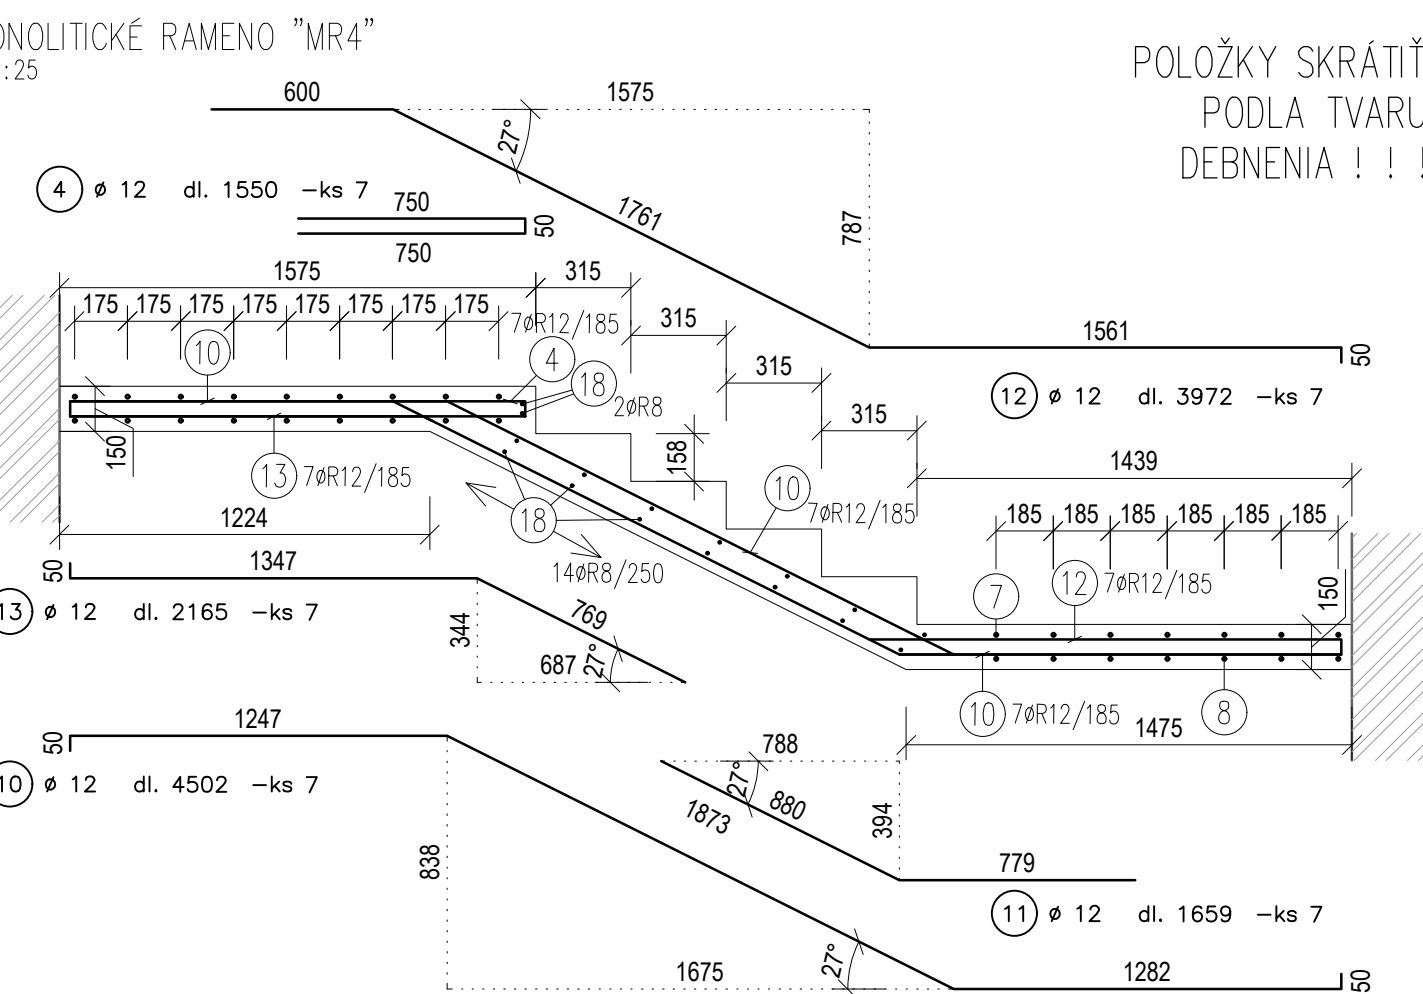 ONOLITICKÉ RAMENO "MR4"
:25
POLOŽKY SKRÁTIŤ
PODLA TVARU
DEBNENIA ! ! !
600
1575
27°
1761
787
4 ø 12 dl. 1550 –ks 7
750
50
750
1561
50
12 ø 12 dl. 3972 –ks 7
1575
315
175 175 175 175 175 175 175 175
7øR12/185
315
315
315
10
4
18
2øR8
150
158
13 7øR12/185
10
7øR12/185
1439
185 185 185 185 185 185
18
14øR8/250
1224
7
12 7øR12/185
150
10 7øR12/185
8
1475
50
1347
769
344
687
27°
13 ø 12 dl. 2165 –ks 7
50
1247
10 ø 12 dl. 4502 –ks 7
838
1873
1675
27°
1282
50
788
27°
880
394
779
11 ø 12 dl. 1659 –ks 7